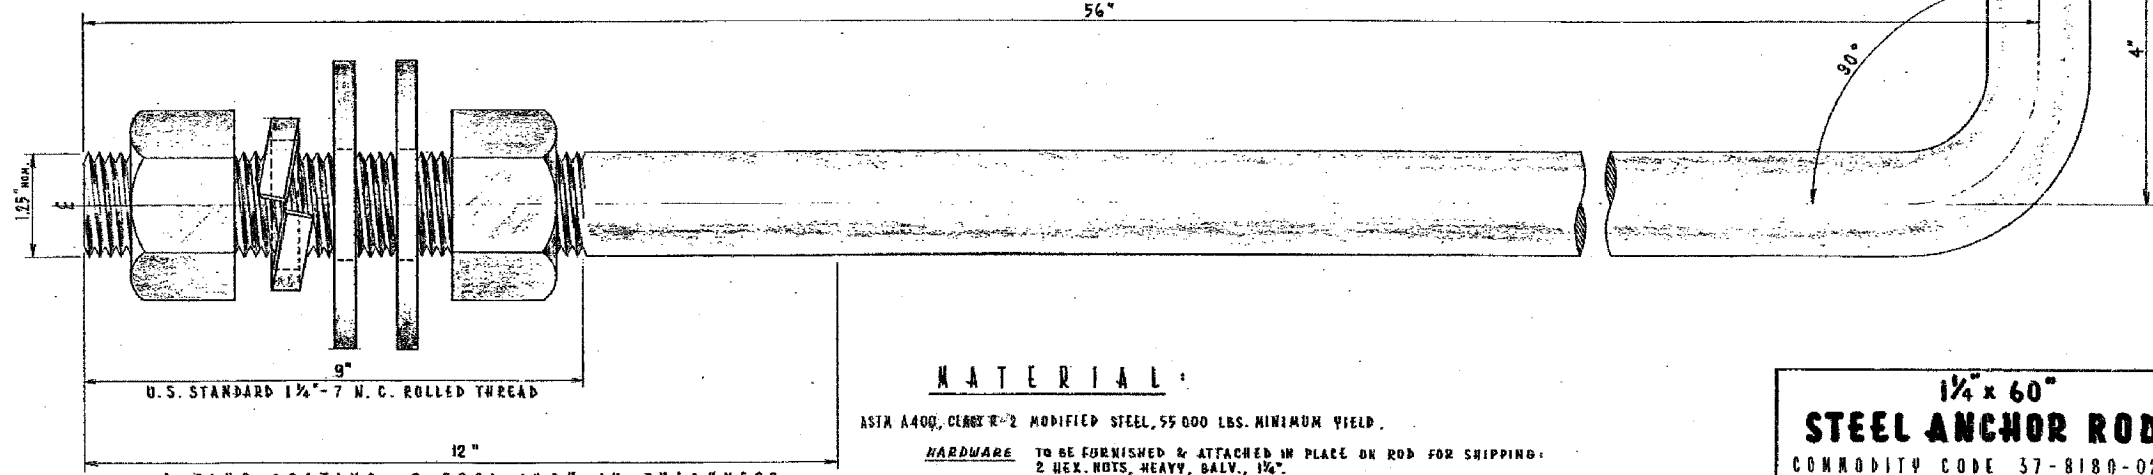 56"
90°
4"
1.25" NOM.
9"
U.S. STANDARD 1¼"-7 N.C. ROLLED THREAD
12"
MATERIAL:
ASTM A400, CLASS R-2 MODIFIED STEEL, 55000 LBS. MINIMUM YIELD.
HARDWARE TO BE FURNISHED & ATTACHED IN PLACE ON ROD FOR SHIPPING:
2 HEX. NUTS, HEAVY, GALV., 1¼".
1¼" x 60"
STEEL ANCHOR ROD
COMMODITY CODE 37-8180-0